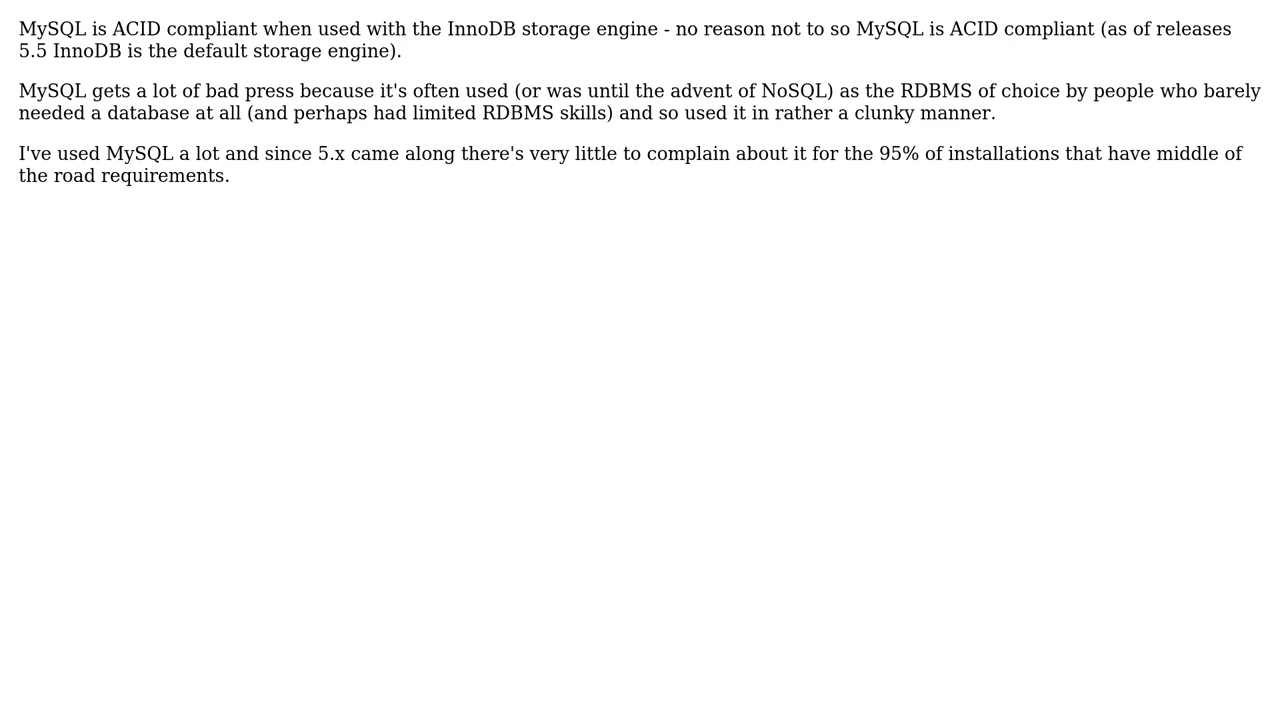 MySQL is ACID compliant when used with the InnoDB storage engine - no reason not to so MySQL is ACID compliant (as of releases
5.5 InnoDB is the default storage engine).
MySQL gets a lot of bad press because it's often used (or was until the advent of NoSQL) as the RDBMS of choice by people who barely
needed a database at all (and perhaps had limited RDBMS skills) and so used it in rather a clunky manner.
I've used MySQL a lot and since 5.x came along there's very little to complain about it for the 95% of installations that have middle of
the road requirements.